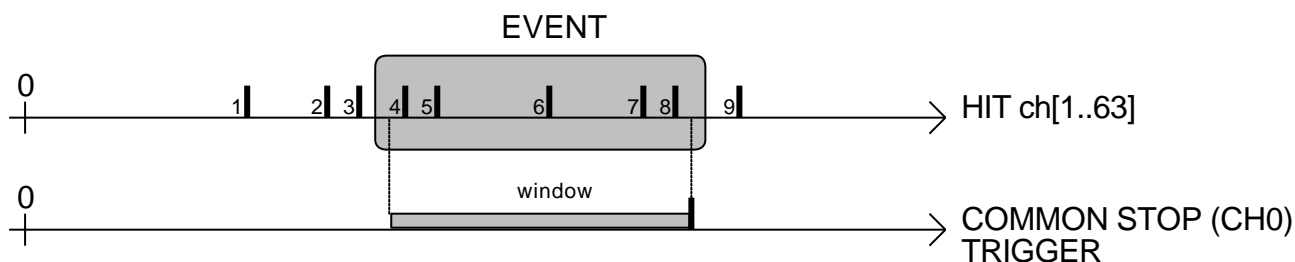 EVENT
0
1 2 3 4 5 6 7 8 9
HIT ch[1..63]
window
0
COMMON STOP (CH0)
TRIGGER